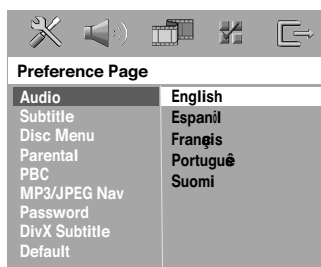 Preference Page
Audio
Subtitle
Disc Menu
Parental
PBC
MP3/JPEG Nav
Password
DivX Subtitle
Default
English
Espanõl
Français
Portuguê
Suomi